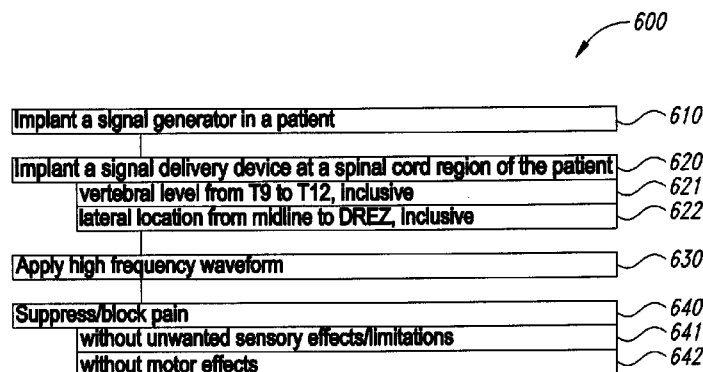 600
Implant a signal generator in a patient 610
Implant a signal delivery device at a spinal cord region of the patient 620
vertebral level from T9 to T12, inclusive 621
lateral location from midline to DREZ, inclusive 622
Apply high frequency waveform 630
Suppress/block pain 640
without unwanted sensory effects/limitations 641
without motor effects 642